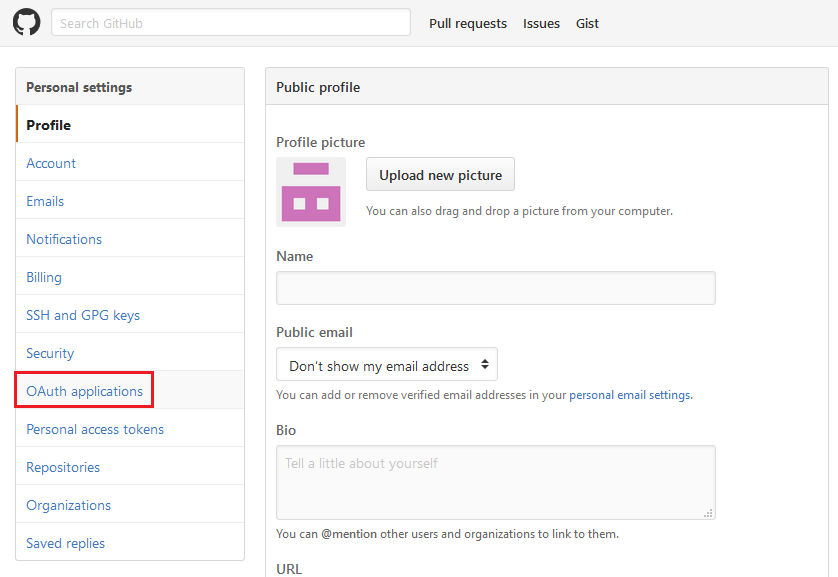 Search GitHub
Pull requests Issues Gist
Personal settings
Profile
Account
Emails
Notifications
Billing
SSH and GPG keys
Security
OAuth applications
Personal access tokens
Repositories
Organizations
Saved replies
Public profile
Profile picture
Upload new picture
You can also drag and drop a picture from your computer.
Name
Public email
Don’t show my email address
You can add or remove verified email addresses in your personal email settings.
Bio
Tell a little about yourself
You can @mention other users and organizations to link to them.
URL